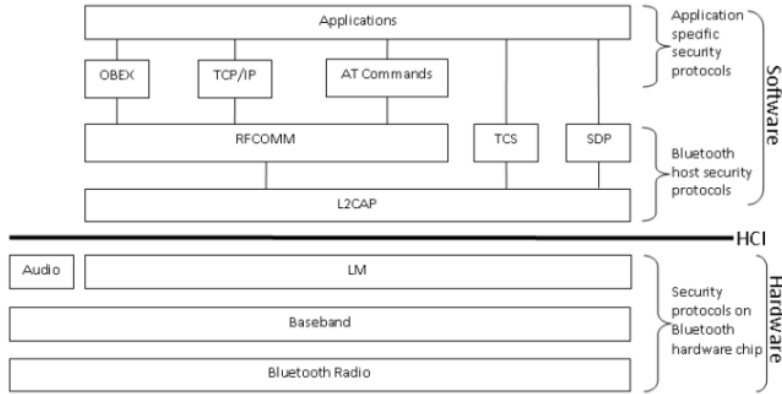 Applications
Application
specific
security
protocols
OBEX
TCP/IP
AT Commands
Software
RFCOMM
TCS
SDP
Bluetooth
host security
protocols
L2CAP
HCI
Audio
LM
Security
protocols on
Bluetooth
hardware chip
Hardware
Baseband
Bluetooth Radio